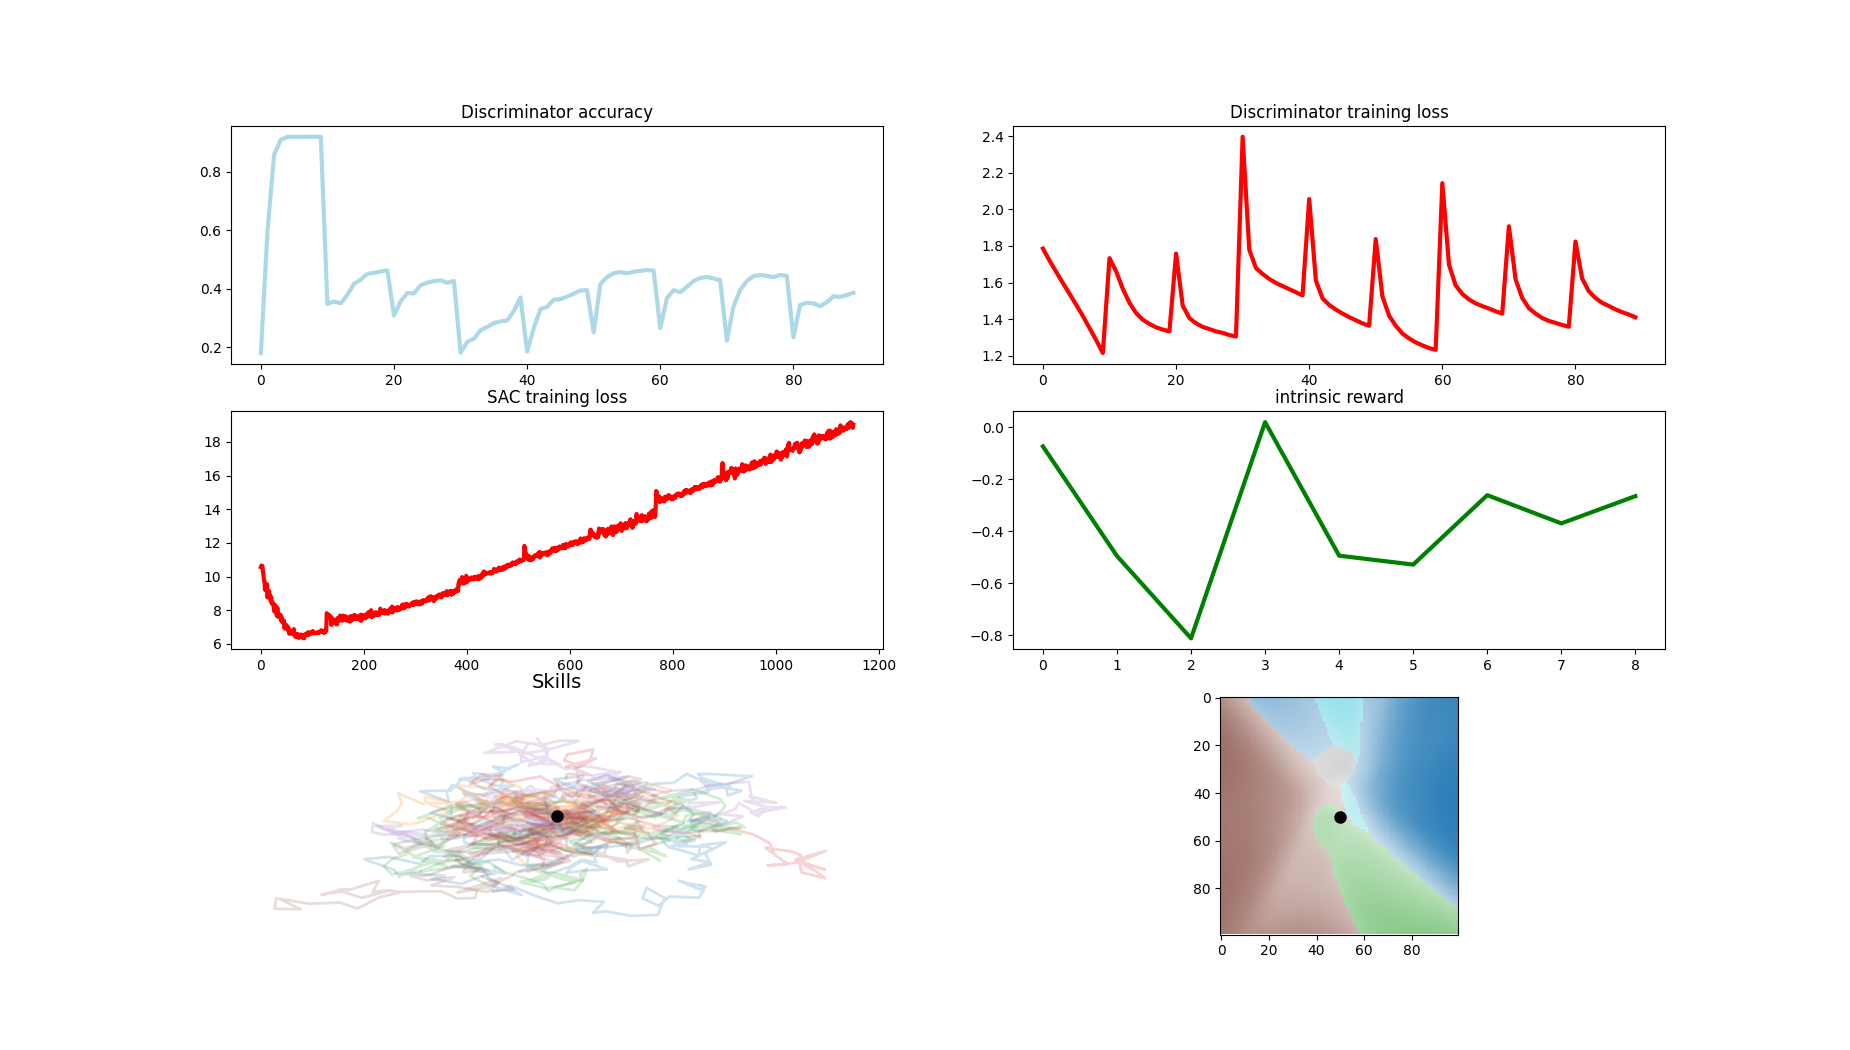 Discriminator accuracy
0.8
0.6
0.4
0.2
0 20 40 60 80
Discriminator training loss
2.4
2.2
2.0
1.8
1.6
1.4
1.2
0 20 40 60 80
SAC training loss
18
16
14
12
10
8
6
0 200 400 600 800 1000 1200
intrinsic reward
0.0
−0.2
−0.4
−0.6
−0.8
0 1 2 3 4 5 6 7 8
Skills
0
20
40
60
80
0 20 40 60 80